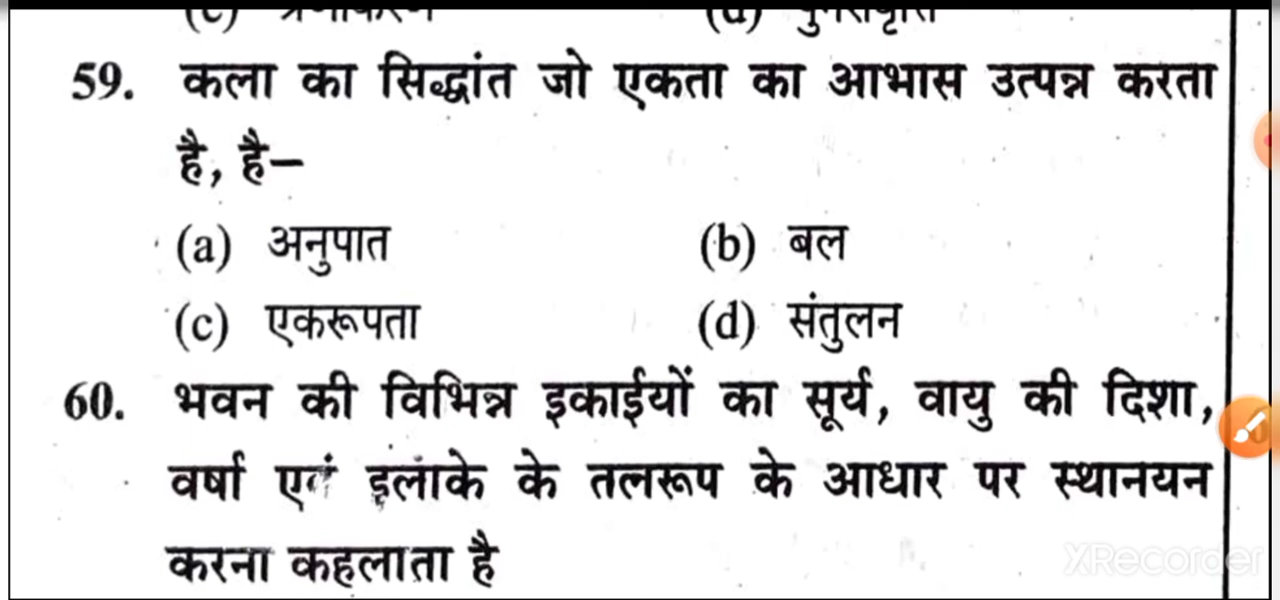 59. कला का सिद्धांत जो एकता का आभास उत्पन्न करता
है, है–
(a) अनुपात (b) बल
(c) एकरूपता (d) संतुलन
60. भवन की विभिन्न इकाईयों का सूर्य, वायु की दिशा,
वर्षा एवं इलाके के तलरूप के आधार पर स्थानयन
करना कहलाता है
XRecorder